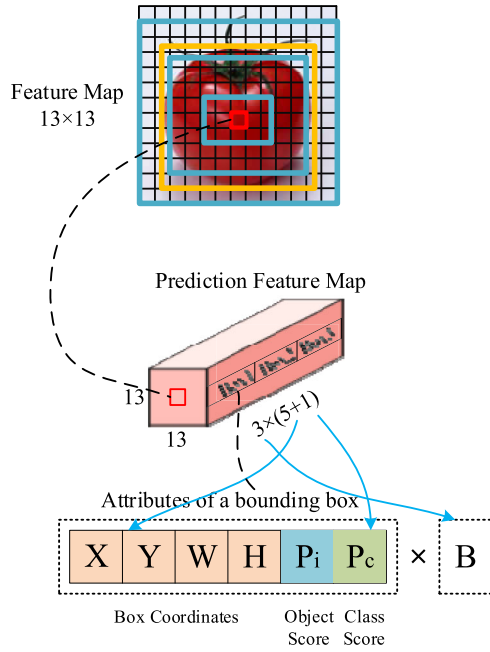 Feature Map
13×13
Prediction Feature Map
13
13
3×(5+1)
Attributes of a bounding box
X Y W H Pi Pc × B
Box Coordinates
Object Score
Class Score